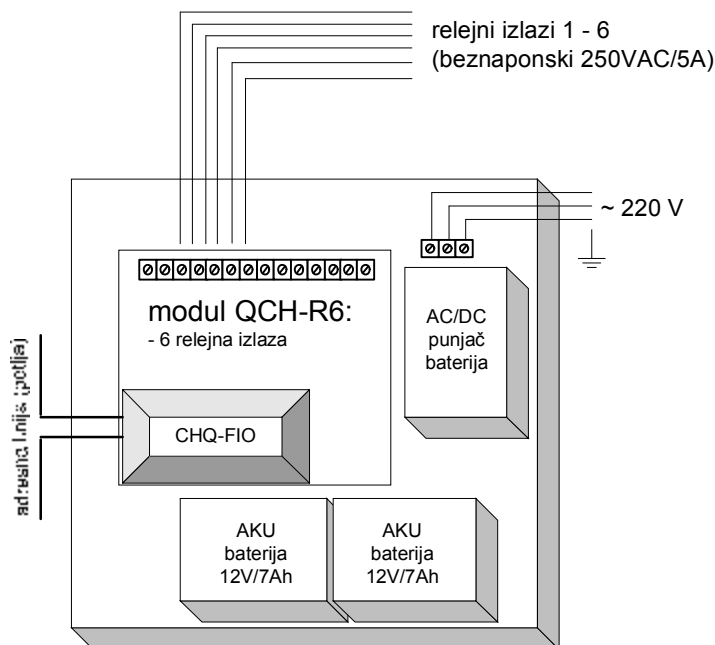 relejni izlazi 1 - 6
(beznaponski 250VAC/5A)
~ 220 V
modul QCH-R6:
- 6 relejna izlaza
AC/DC
punjač
baterija
CHQ-FIO
adresna linija (potlja)
AKU
baterija
12V/7Ah
AKU
baterija
12V/7Ah